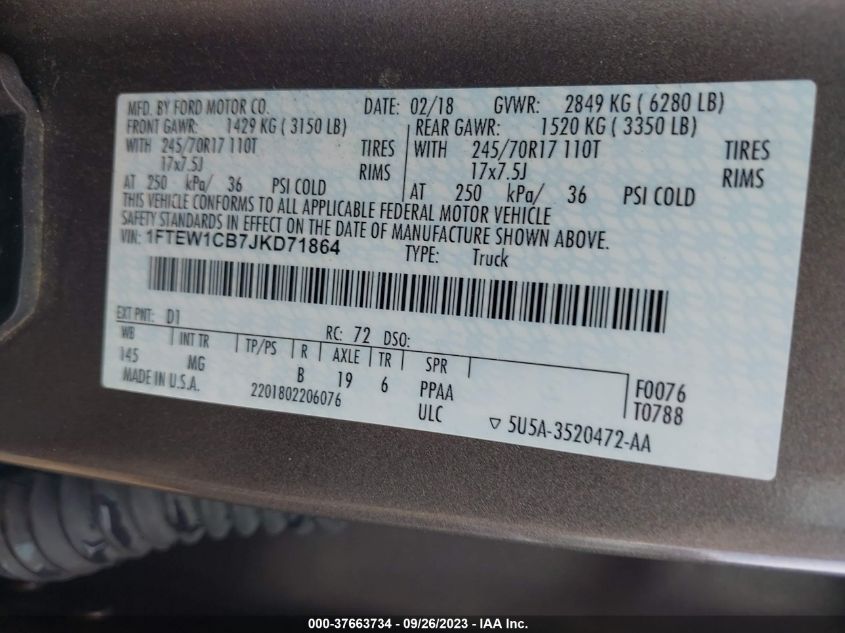 MFD. BY FORD MOTOR CO. DATE: 02/18 GVWR: 2849 KG ( 6280 LB)
FRONT GAWR: 1429 KG ( 3150 LB) REAR GAWR: 1520 KG ( 3350 LB)
WITH 245/70R17 110T TIRES WITH 245/70R17 110T TIRES
17x7.5J RIMS 17x7.5J RIMS
AT 250 kPa/ 36 PSI COLD AT 250 kPa/ 36 PSI COLD
THIS VEHICLE CONFORMS TO ALL APPLICABLE FEDERAL MOTOR VEHICLE
SAFETY STANDARDS IN EFFECT ON THE DATE OF MANUFACTURE SHOWN ABOVE.
VIN: 1FTEW1CB7JKD71864 TYPE: Truck
EXT PNT: D1 RC: 72 DSO:
WB INT TR TP/PS R AXLE TR SPR
145 MG B 19 6 PPAA F0076
MADE IN U.S.A. 2201802206076 ULC T0788
▽ 5U5A-3520472-AA
000-37663734 - 09/26/2023 - IAA Inc.